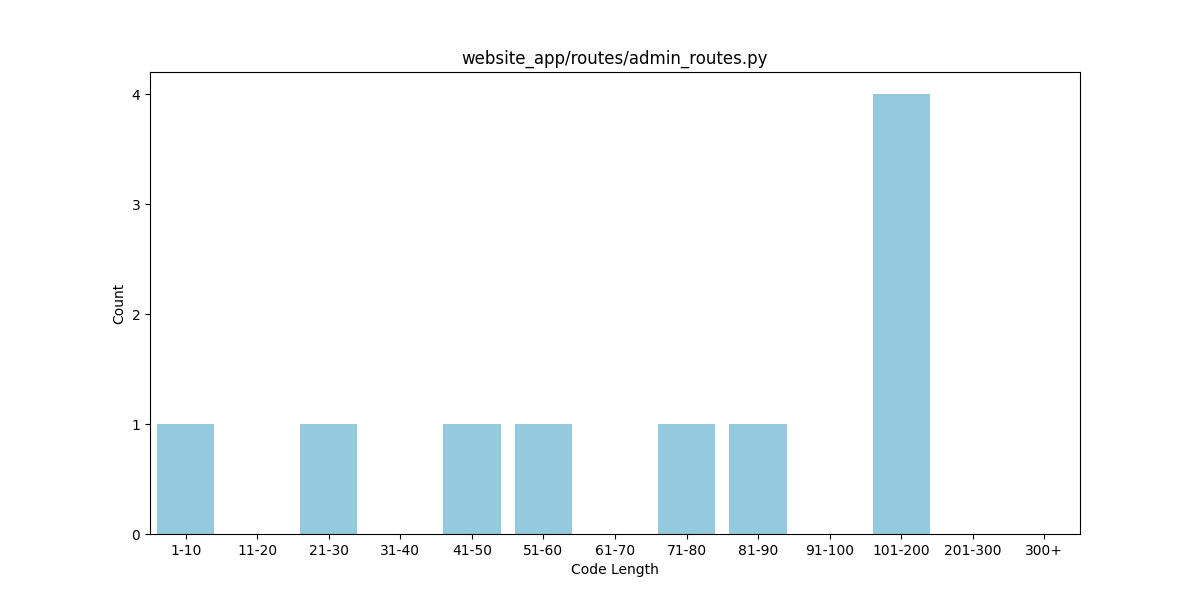 website_app/routes/admin_routes.py
4
3
2
1
0
Count
1-10 11-20 21-30 31-40 41-50 51-60 61-70 71-80 81-90 91-100 101-200 201-300 300+
Code Length